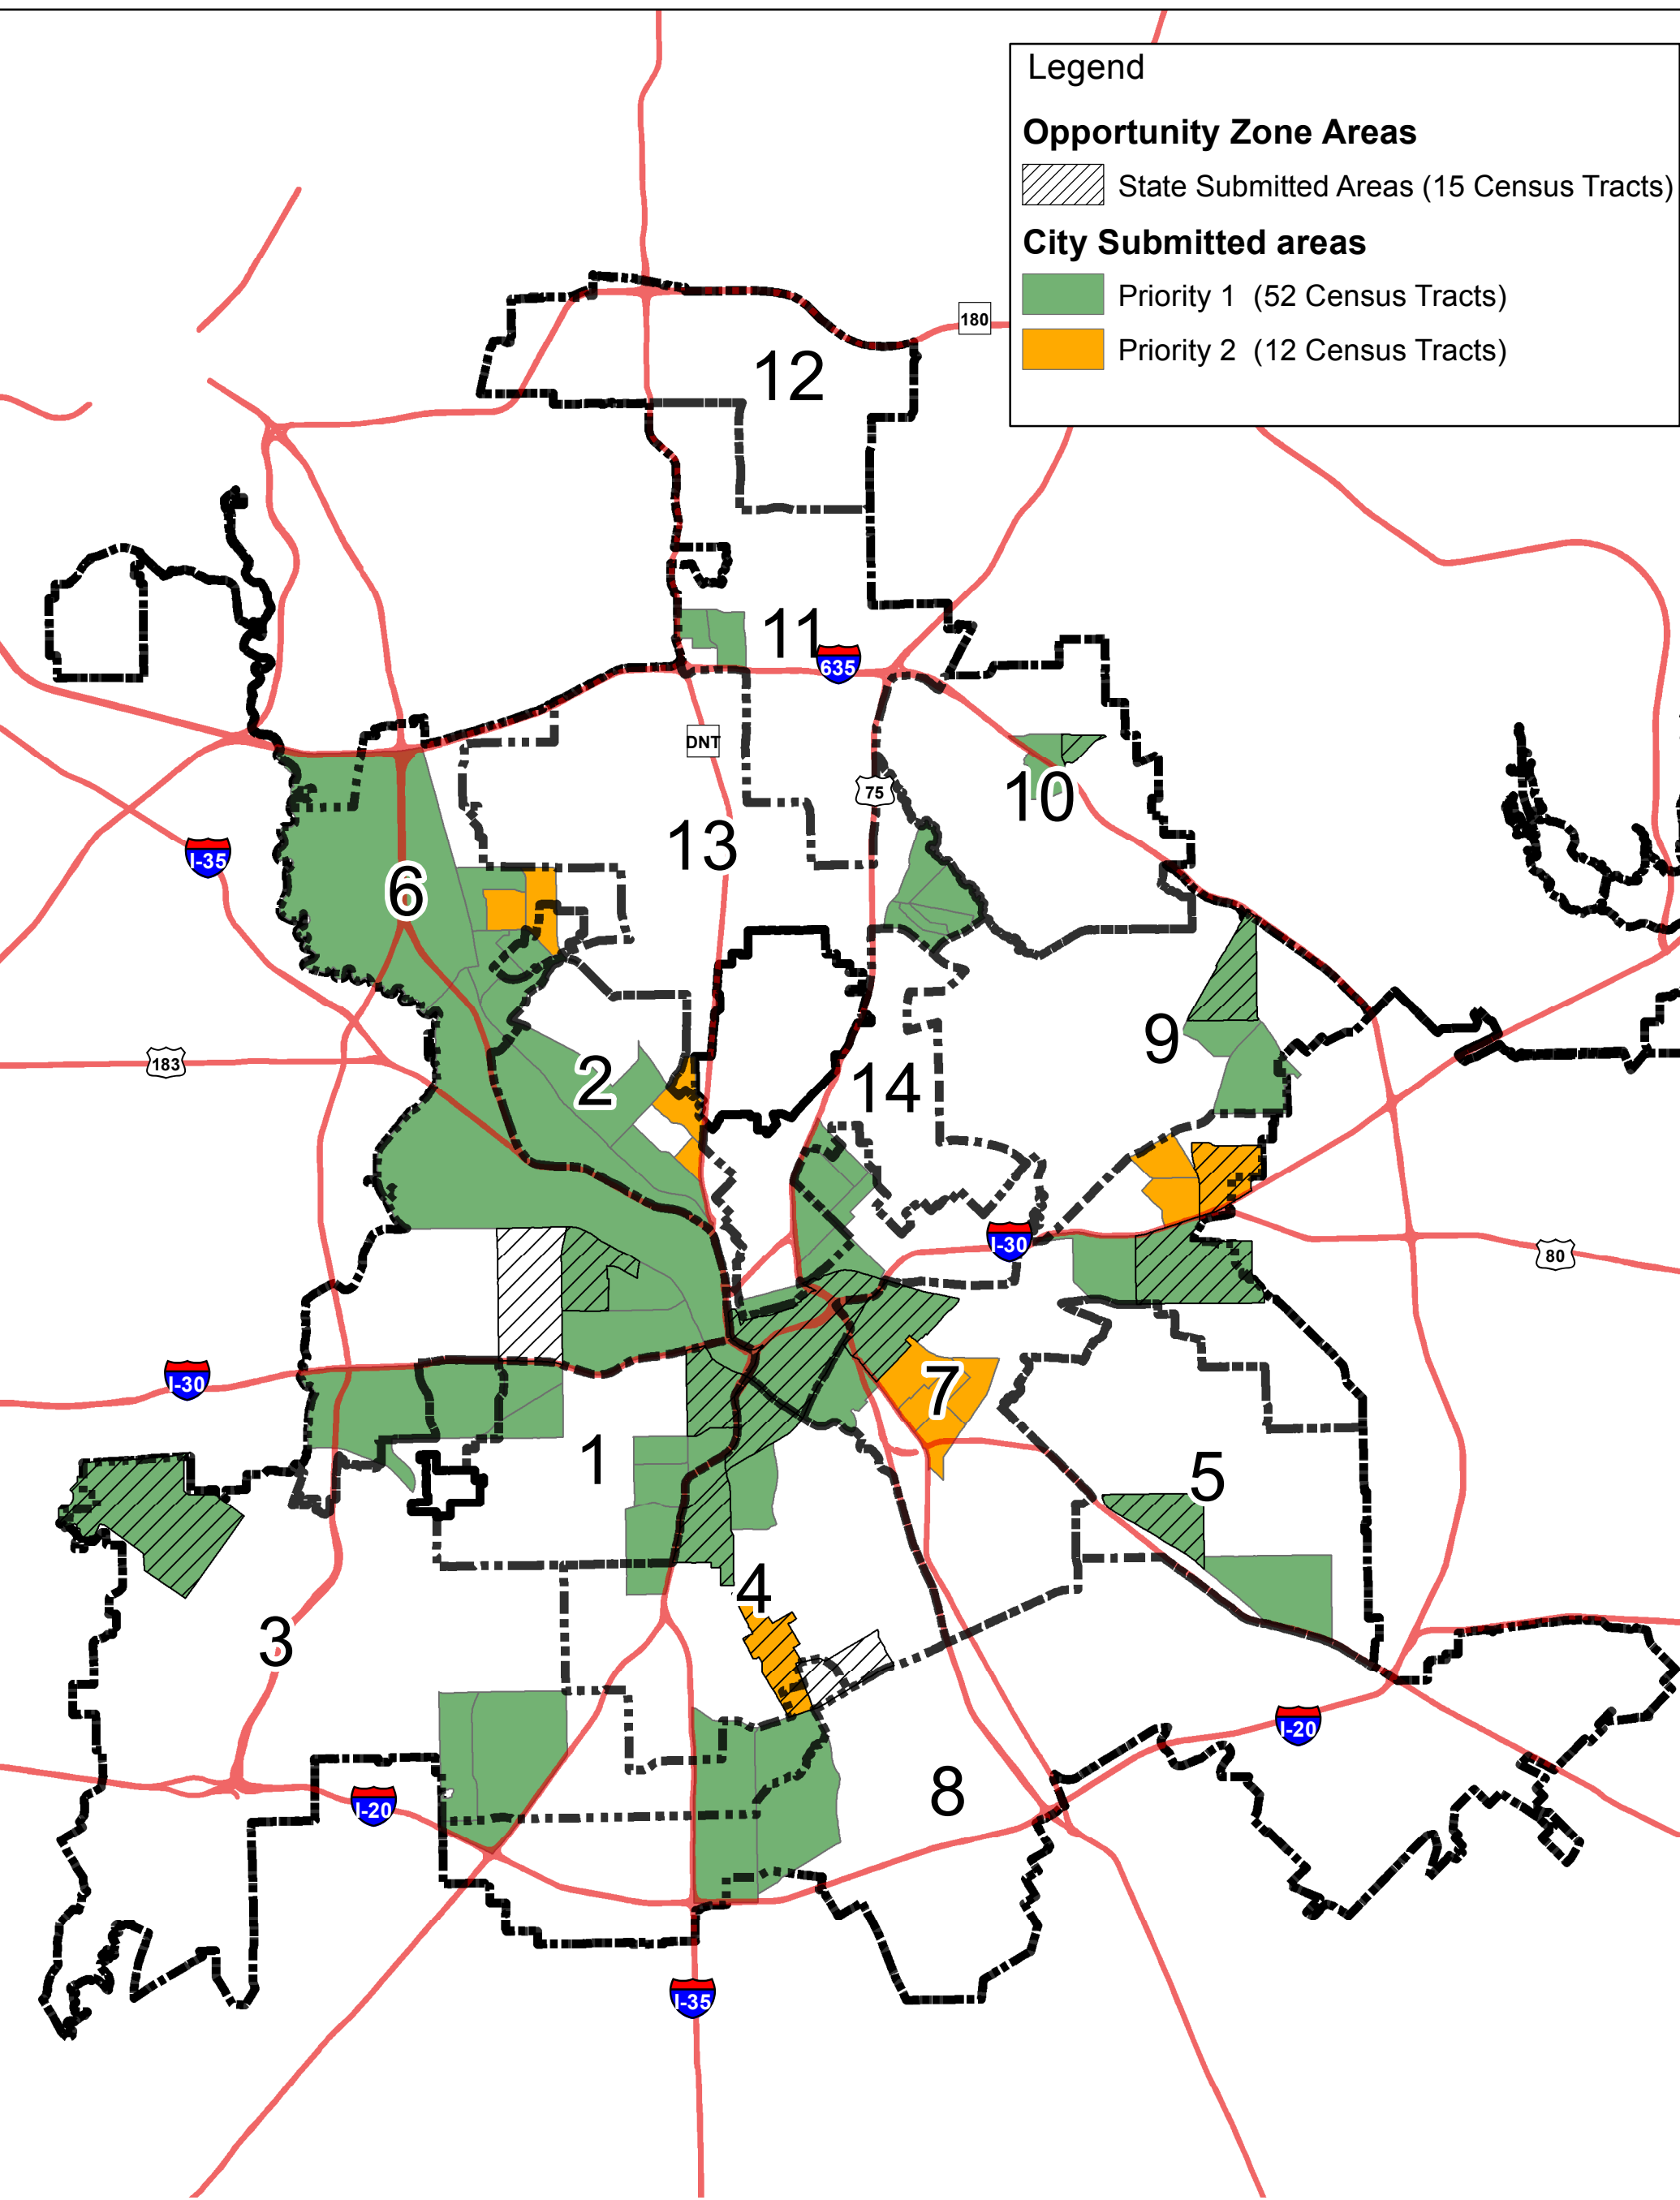 Legend
Opportunity Zone Areas
State Submitted Areas (15 Census Tracts)
City Submitted areas
Priority 1 (52 Census Tracts)
Priority 2 (12 Census Tracts)
180
12
11
635
DNT
75
10
13
I-35
6
9
183
2
14
I-30
80
I-30
7
1
5
4
3
I-20
8
I-20
I-35